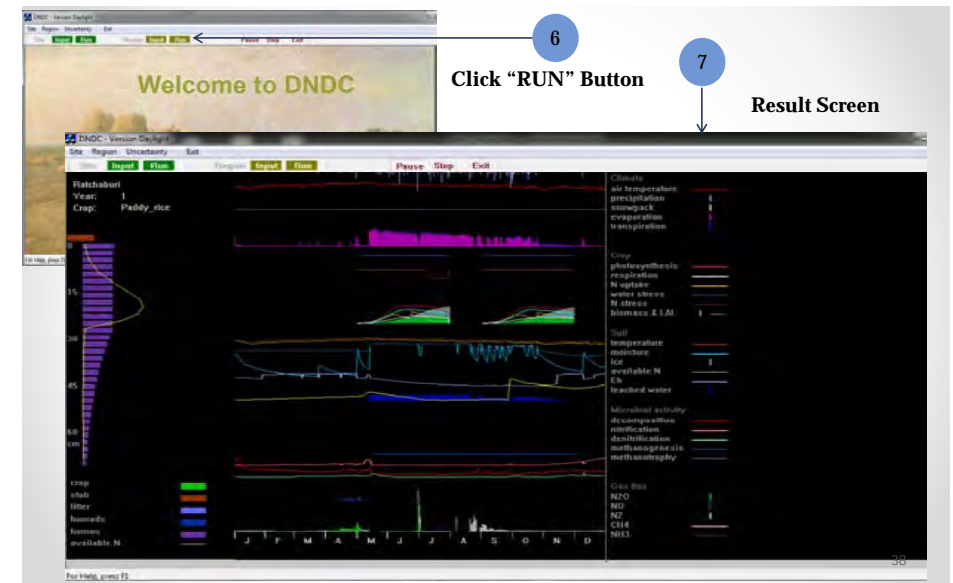 DNDC - Version Daylight
Site Region Uncertainty Exit
Input Run Input Run Pause Stop Exit
Welcome to DNDC
6
Click “RUN” Button
7
Result Screen
DNDC - Version Daylight
Site Region Uncertainty Exit
Site Input Run Region Input Run Pause Stop Exit
Ratchaburi
Year: 1
Crop: Paddy_rice
0
15
30
45
60
cm
crop
stub
litter
humads
humus
available N
J F M A M J J A S O N D
Climate
air temperature
precipitation
snowpack
evaporation
transpiration
Crop
photosynthesis
respiration
N uptake
water stress
N stress
biomass & LAI
Soil
temperature
moisture
ice
available N
Eh
leached water
Microbial activity
decomposition
nitrification
denitrification
methanogenesis
methanotrophy
Gas flux
N2O
NO
N2
CH4
NH3
38
For Help, press F1